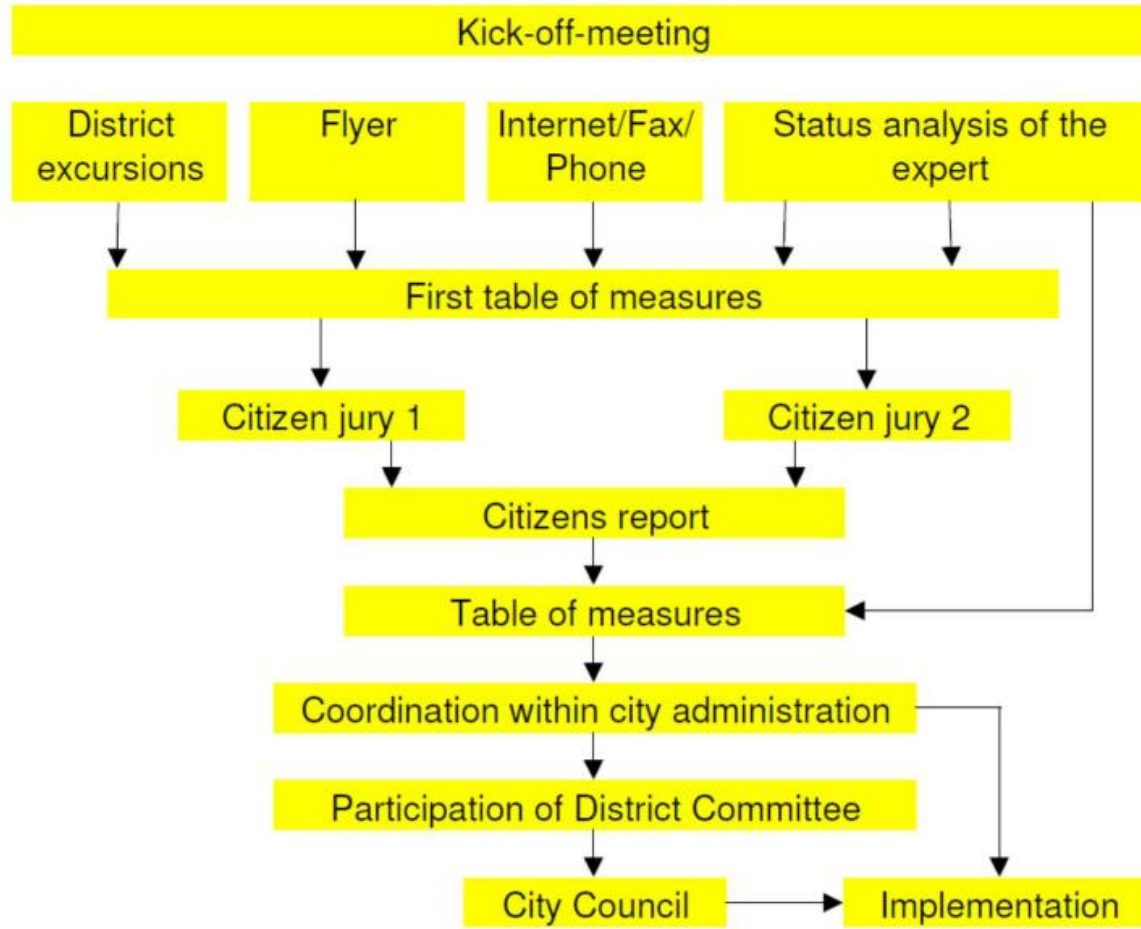 Kick-off-meeting
District
excursions
Flyer
Internet/Fax/
Phone
Status analysis of the
expert
First table of measures
Citizen jury 1
Citizen jury 2
Citizens report
Table of measures
Coordination within city administration
Participation of District Committee
City Council
Implementation